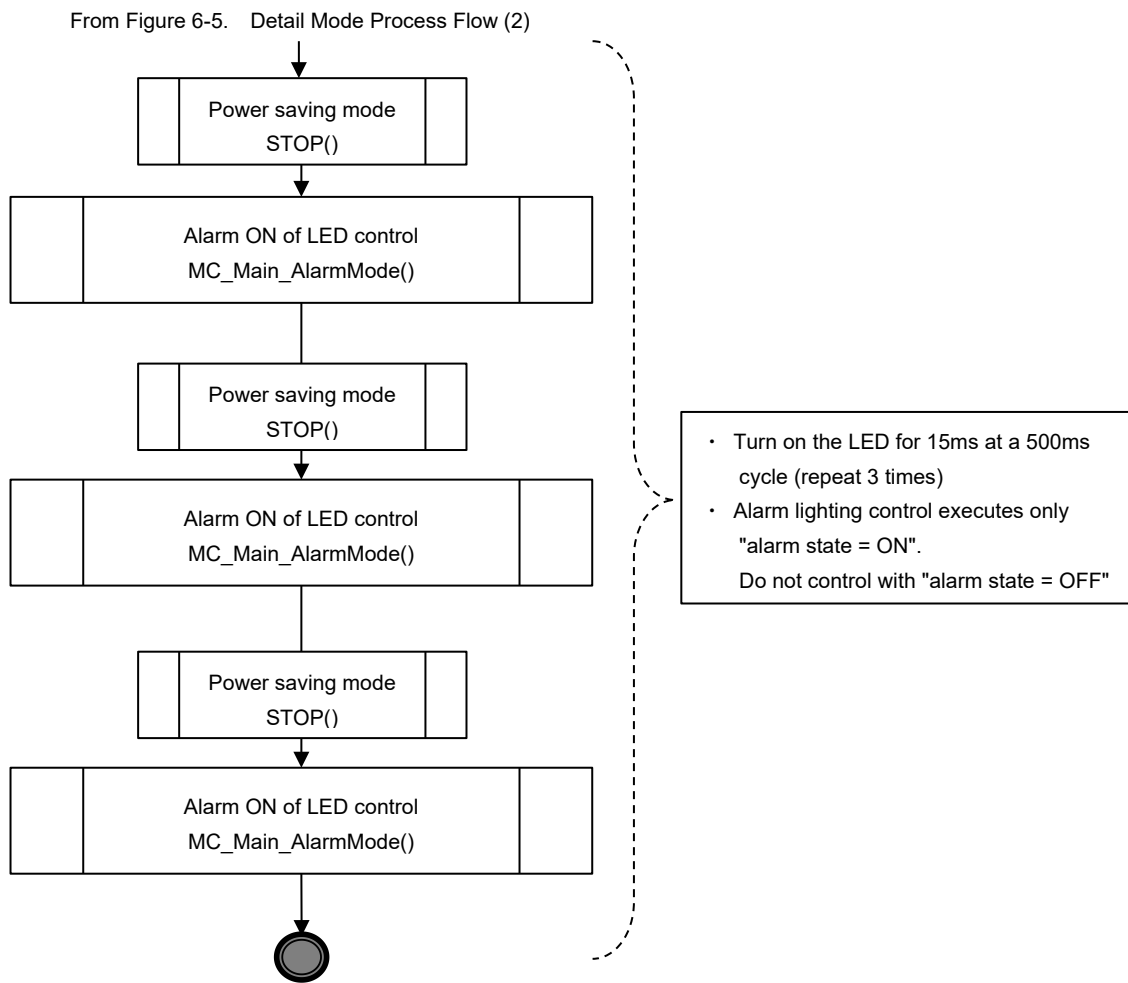 From Figure 6-5. Detail Mode Process Flow (2)
Power saving mode
STOP()
Alarm ON of LED control
MC_Main_AlarmMode()
Power saving mode
STOP()
Alarm ON of LED control
MC_Main_AlarmMode()
Power saving mode
STOP()
Alarm ON of LED control
MC_Main_AlarmMode()
・ Turn on the LED for 15ms at a 500ms
cycle (repeat 3 times)
・ Alarm lighting control executes only
"alarm state = ON".
Do not control with "alarm state = OFF"